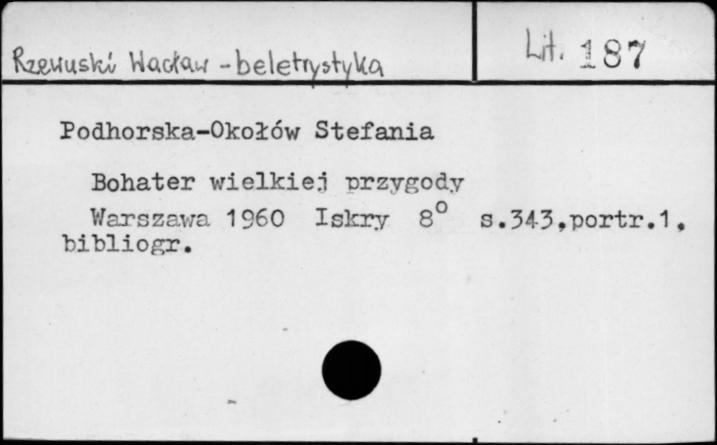 Rzewuski Wacław - beletrystyka
Lit. 187
Podhorska-Okołów Stefania
Bohater wielkiej przygody
Warszawa 1960 Iskry 8° s.343,portr.1,
bibliogr.